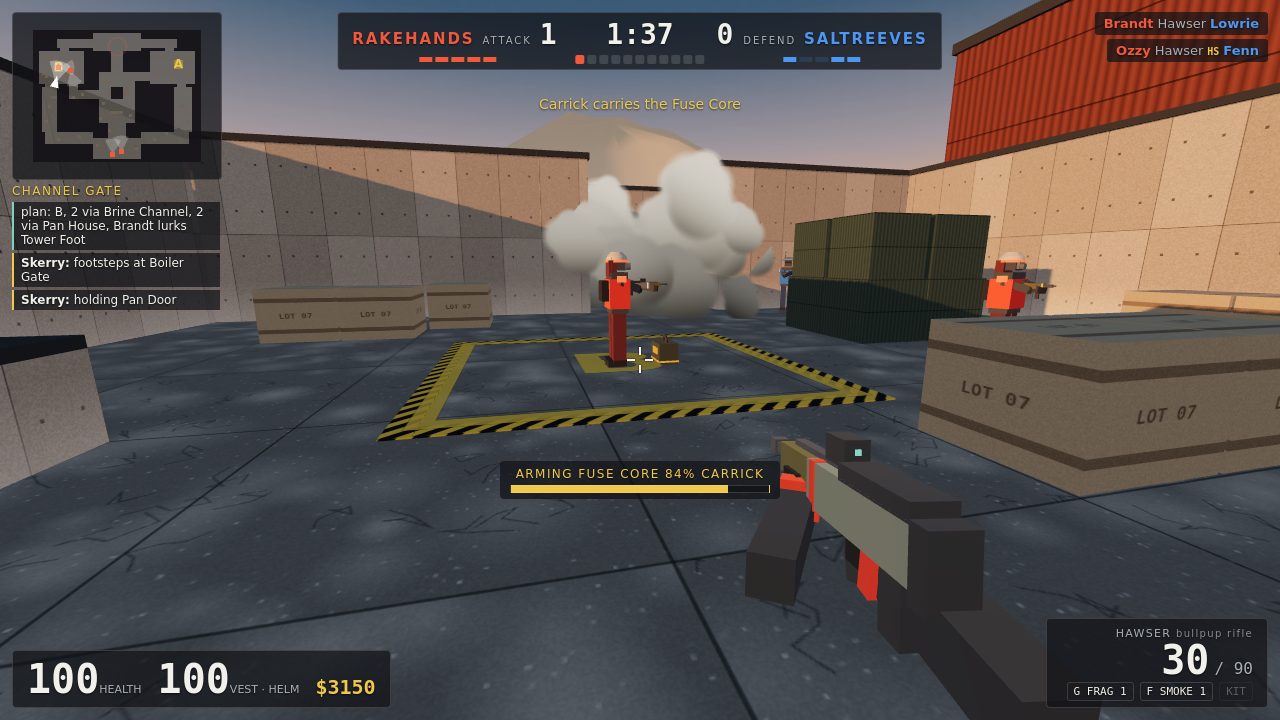 RAKEHANDS ATTACK 1 1:37 0 DEFEND SALTREEVES
Brandt Hawser Lowrie
Ozzy Hawser HS Fenn
B
A
Carrick carries the Fuse Core
CHANNEL GATE
plan: B, 2 via Brine Channel, 2
via Pan House, Brandt lurks
Tower Foot
Skerry: footsteps at Boiler
Gate
Skerry: holding Pan Door
LOT 07
LOT 07
LOT 07
LOT 07
LOT 07
ARMING FUSE CORE 84% CARRICK
100 HEALTH 100 VEST · HELM $3150
HAWSER bullpup rifle
30 / 90
G FRAG 1 F SMOKE 1 KIT